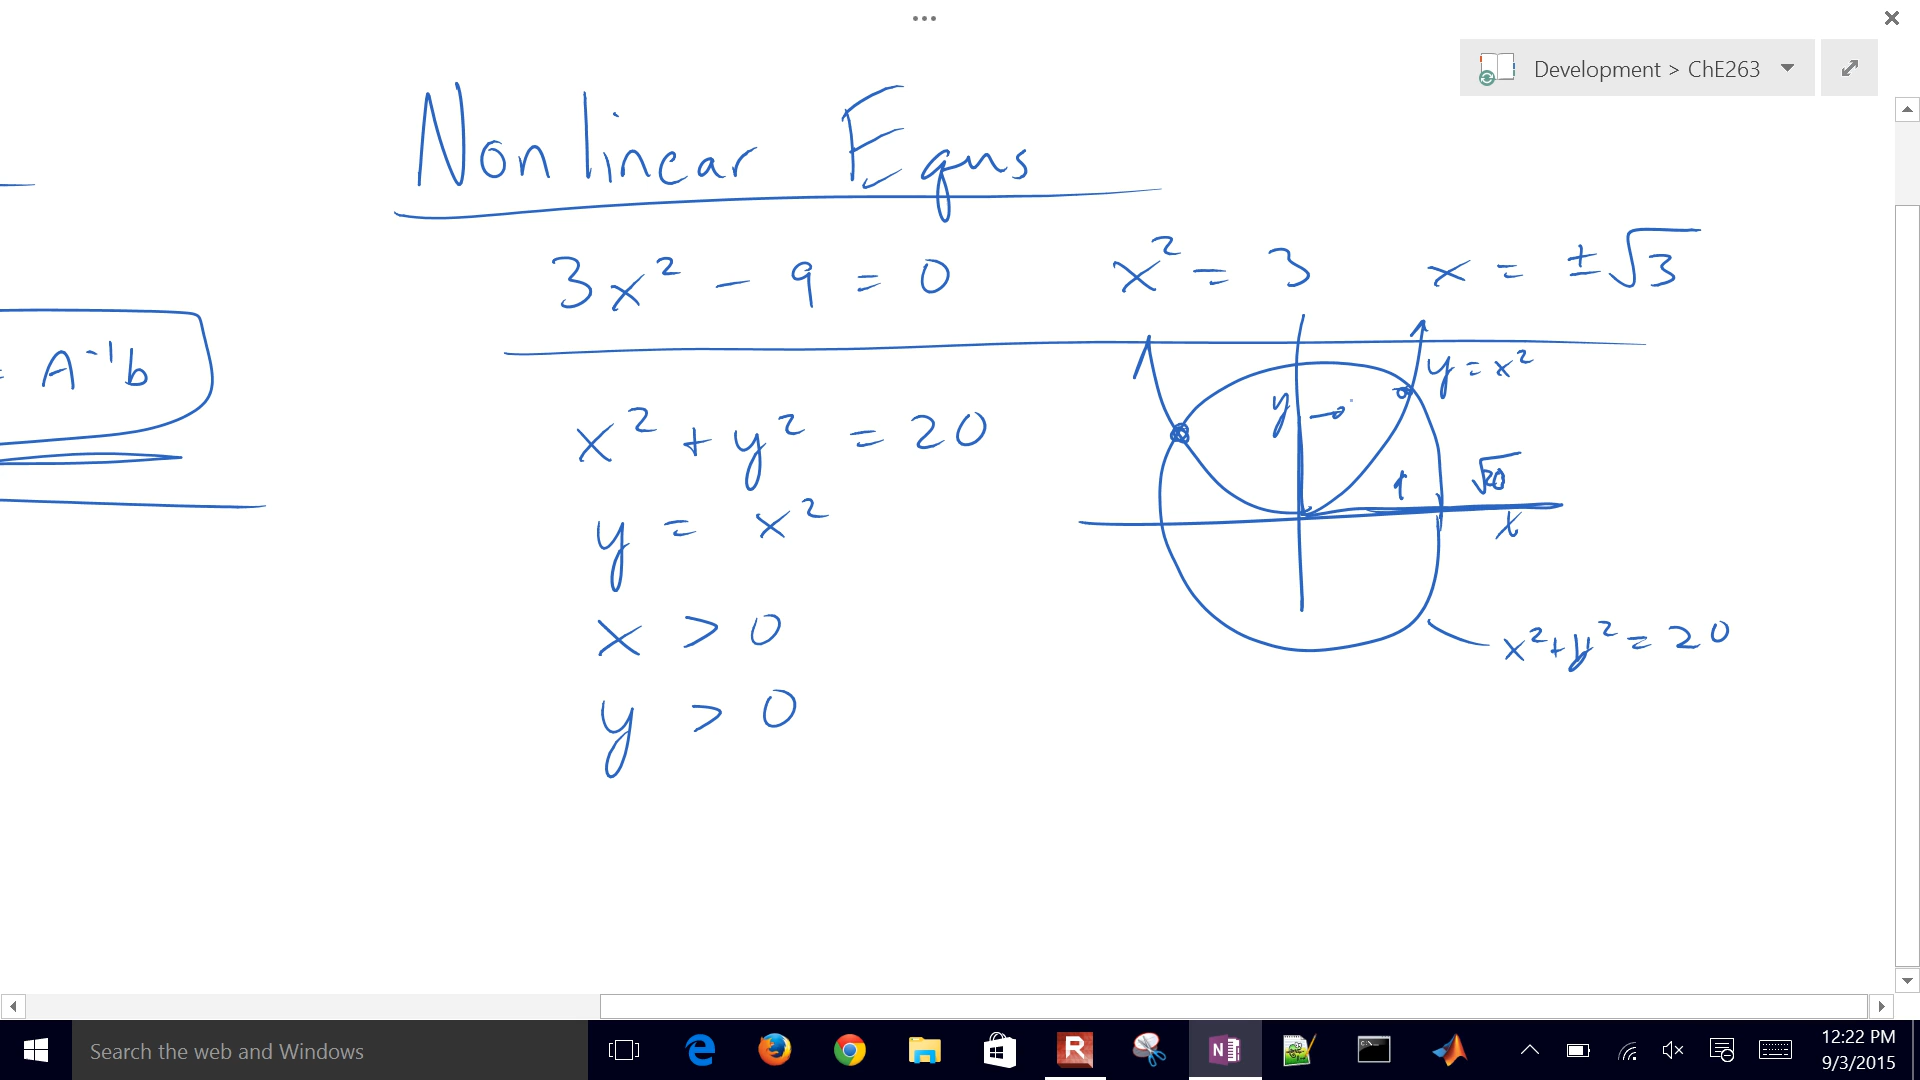 Development > ChE263
Nonlinear Eqns
3x² - 9 = 0    x² = 3    x = ±√3
= A⁻¹b
x² + y² = 20
y = x²
x > 0
y > 0
y = x²
y
√20
x
x²+y² = 20
Search the web and Windows
12:22 PM
9/3/2015